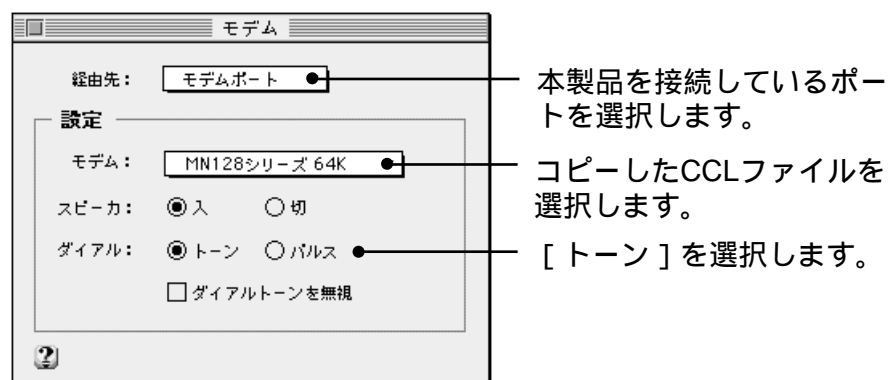 モデム
経由先： モデムポート
本製品を接続しているポー
トを選択します。
設定
モデム： MN128シリーズ 64K
コピーしたCCLファイルを
選択します。
スピーカ： 入 切
ダイアル： トーン パルス
［トーン］を選択します。
ダイアルトーンを無視
?